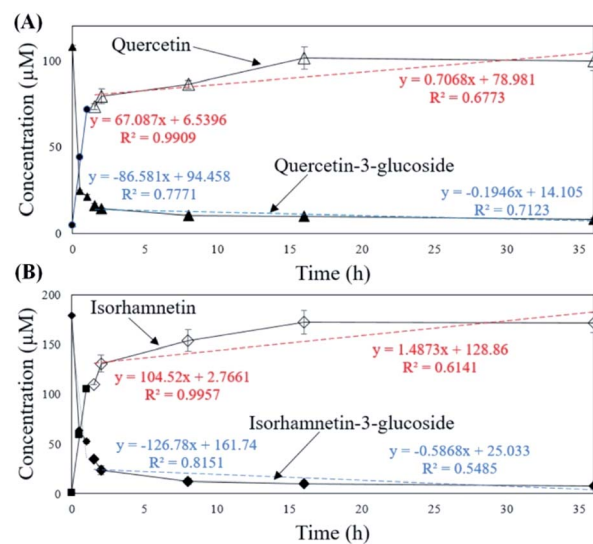 (A)
Quercetin
100
y = 0.7068x + 78.981
R² = 0.6773
y = 67.087x + 6.5396
R² = 0.9909
Concentration (µM)
50
y = -86.581x + 94.458
R² = 0.7771
Quercetin-3-glucoside
y = -0.1946x + 14.105
R² = 0.7123
0
0 5 10 15 20 25 30 35
Time (h)
(B)
200
Isorhamnetin
150
y = 1.4873x + 128.86
R² = 0.6141
y = 104.52x + 2.7661
R² = 0.9957
Concentration (µM)
100
50
Isorhamnetin-3-glucoside
y = -126.78x + 161.74
R² = 0.8151
y = -0.5868x + 25.033
R² = 0.5485
0
0 5 10 15 20 25 30 35
Time (h)